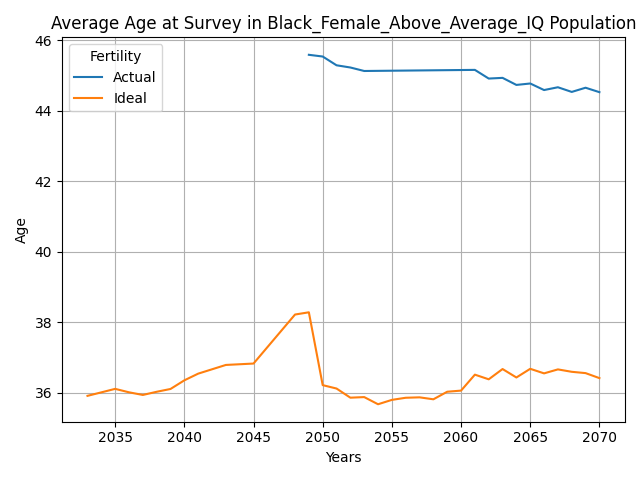 Average Age at Survey in Black_Female_Above_Average_IQ Population
46
44
42
40
38
36
Age
Fertility
Actual
Ideal
2035 2040 2045 2050 2055 2060 2065 2070
Years